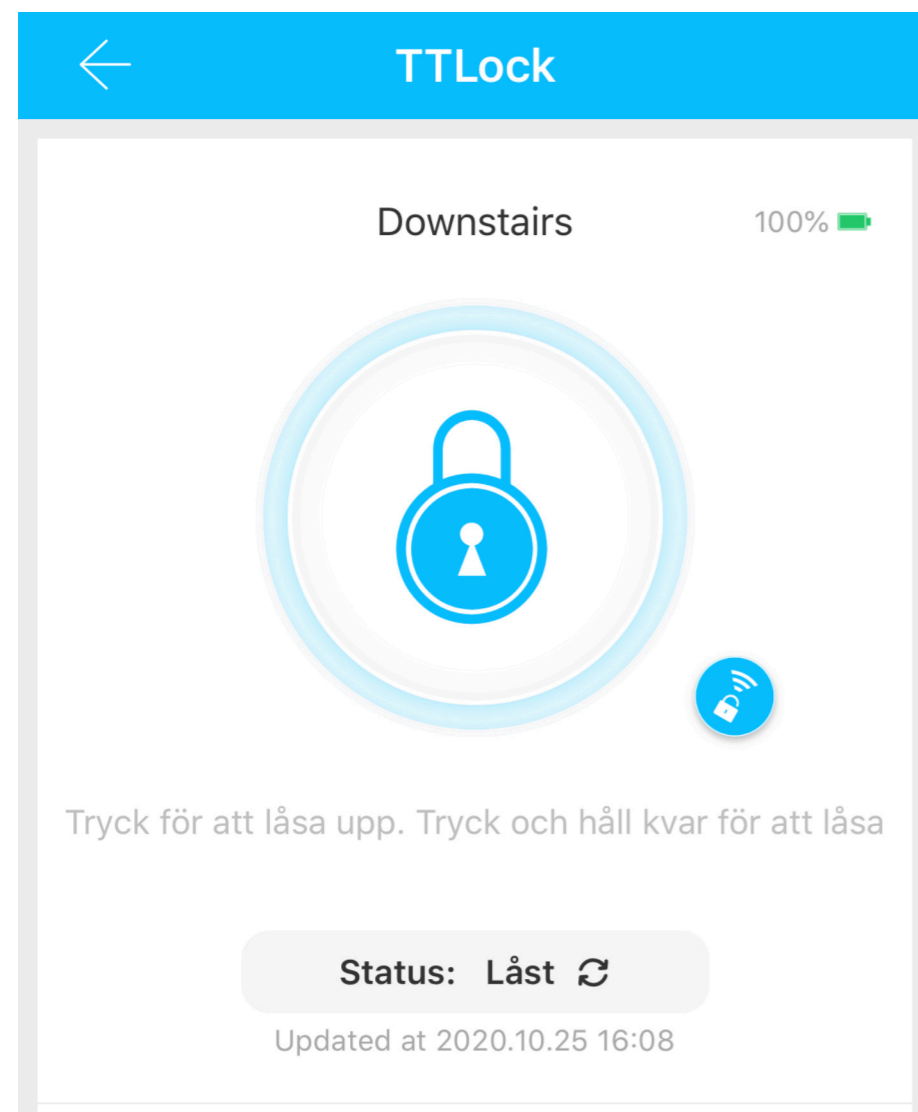 TTLock
Downstairs 100%
Tryck för att låsa upp. Tryck och håll kvar för att låsa
Status: Låst
Updated at 2020.10.25 16:08